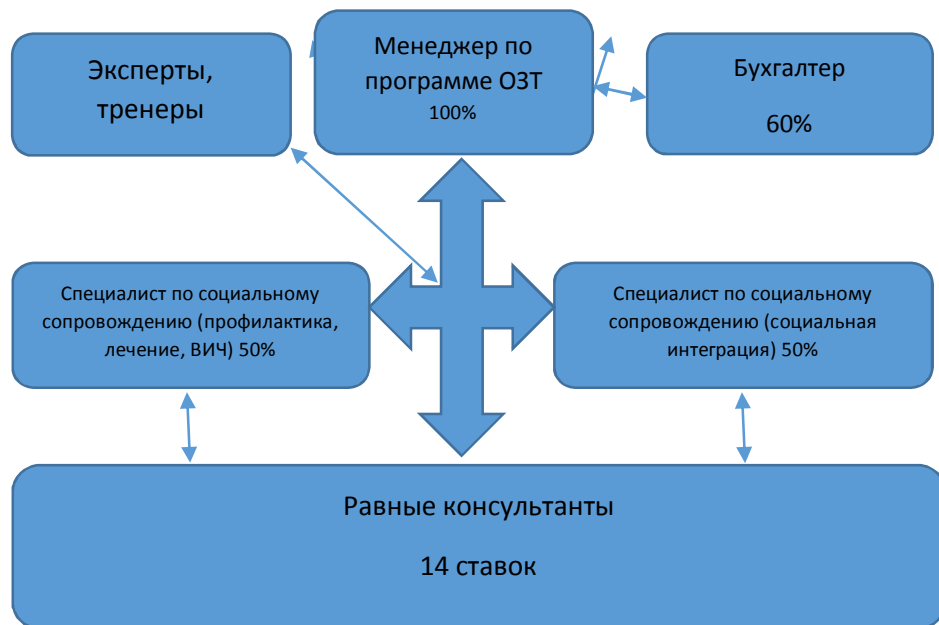 Эксперты,
тренеры
Менеджер по
программе ОЗТ
100%
Бухгалтер
60%
Специалист по социальному
сопровождению (профилактика,
лечение, ВИЧ) 50%
Специалист по социальному
сопровождению (социальная
интеграция) 50%
Равные консультанты
14 ставок